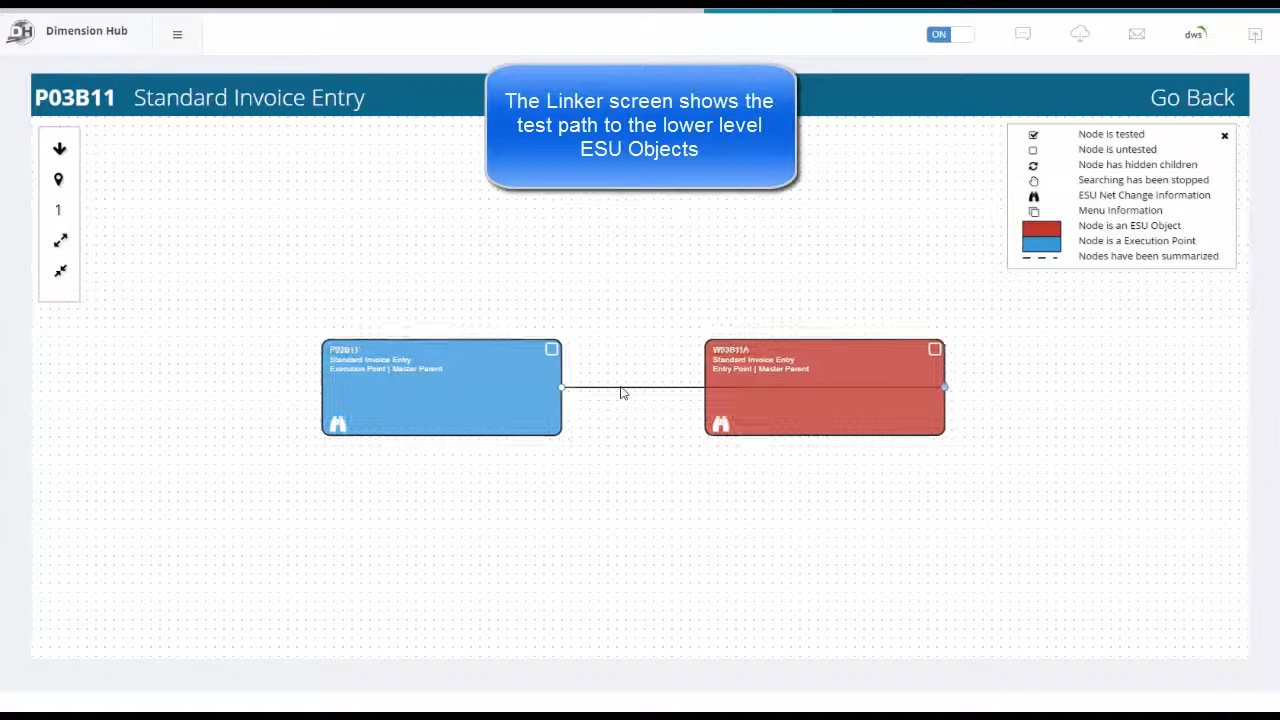 Dimension Hub
ON
dws
P03B11 Standard Invoice Entry
Go Back
The Linker screen shows the
test path to the lower level
ESU Objects
1
Node is tested
Node is untested
Node has hidden children
Searching has been stopped
ESU Net Change Information
Menu Information
Node is an ESU Object
Node is a Execution Point
Nodes have been summarized
P03B11
Standard Invoice Entry
Execution Point | Master Parent
W03B11A
Standard Invoice Entry
Entry Point | Master Parent